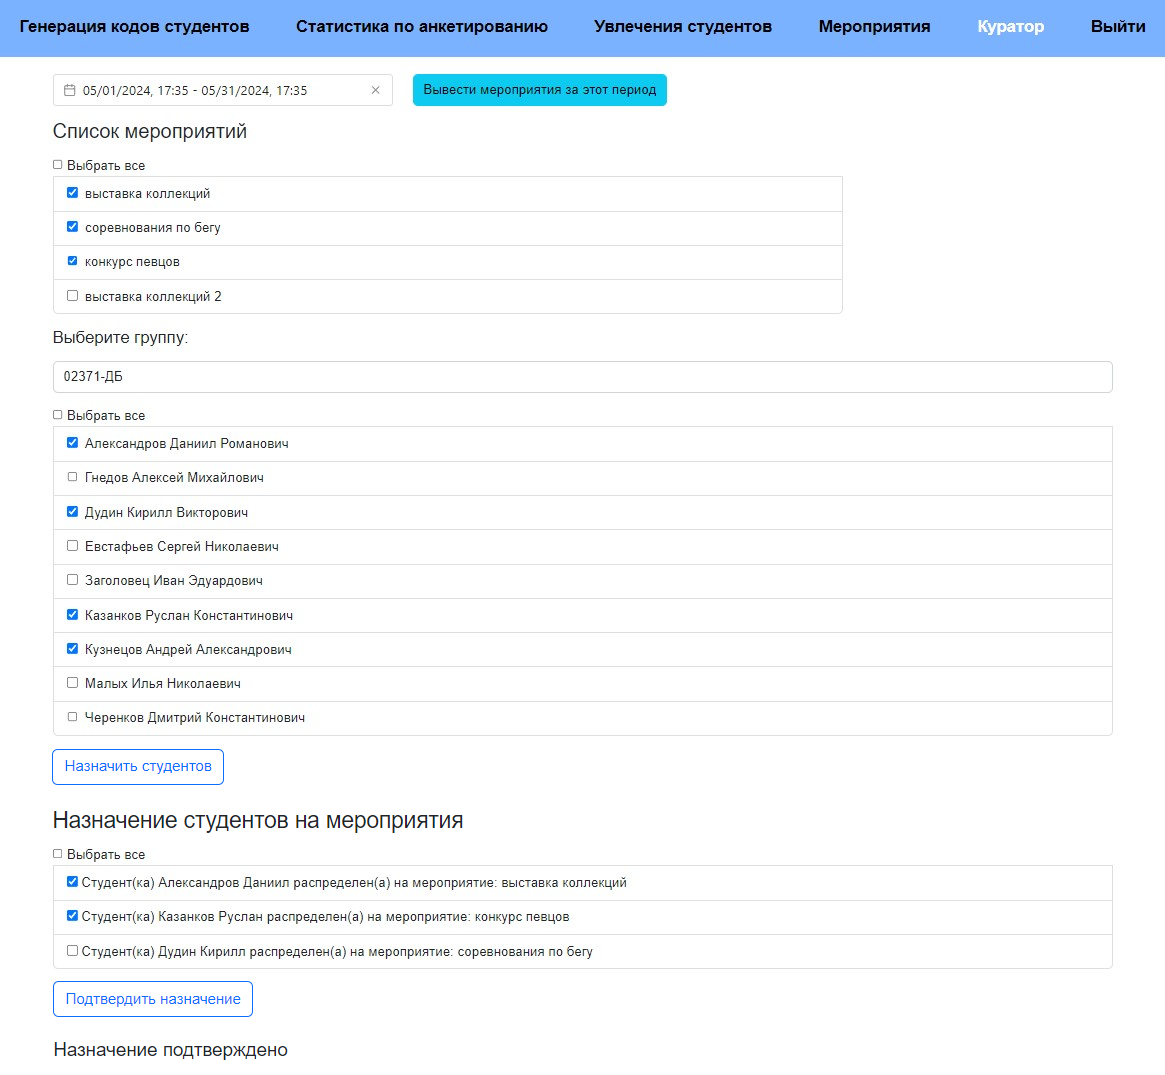 Генерация кодов студентов Статистика по анкетированию Увлечения студентов Мероприятия Куратор Выйти
05/01/2024, 17:35 - 05/31/2024, 17:35 Вывести мероприятия за этот период
Список мероприятий
Выбрать все
выставка коллекций
соревнования по бегу
конкурс певцов
выставка коллекций 2
Выберите группу:
02371-ДБ
Выбрать все
Александров Даниил Романович
Гнедов Алексей Михайлович
Дудин Кирилл Викторович
Евстафьев Сергей Николаевич
Заголовец Иван Эдуардович
Казанков Руслан Константинович
Кузнецов Андрей Александрович
Малых Илья Николаевич
Черенков Дмитрий Константинович
Назначить студентов
Назначение студентов на мероприятия
Выбрать все
Студент(ка) Александров Даниил распределен(а) на мероприятие: выставка коллекций
Студент(ка) Казанков Руслан распределен(а) на мероприятие: конкурс певцов
Студент(ка) Дудин Кирилл распределен(а) на мероприятие: соревнования по бегу
Подтвердить назначение
Назначение подтверждено